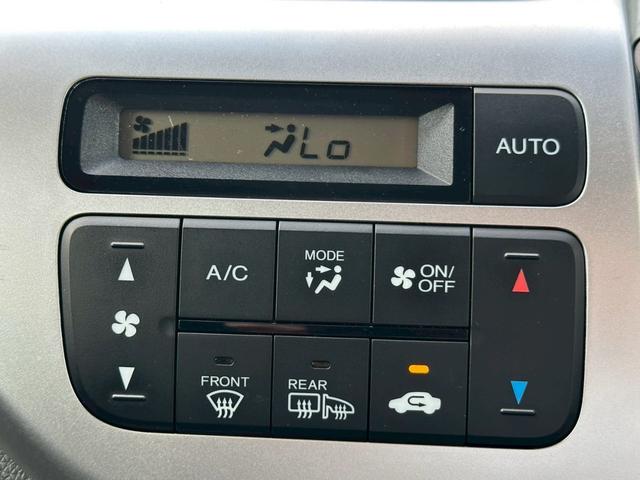 Lo
AUTO
A/C
MODE
ON/
OFF
FRONT
REAR